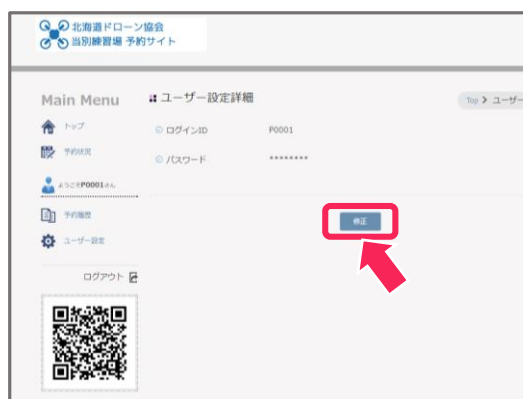 北海道ドローン協会
当別練習場 予約サイト
Main Menu
トップ
予約状況
ようこそP0001さん
予約履歴
ユーザー設定
ログアウト
ユーザー設定詳細
Top > ユーザー
ログインID P0001
パスワード ********
修正